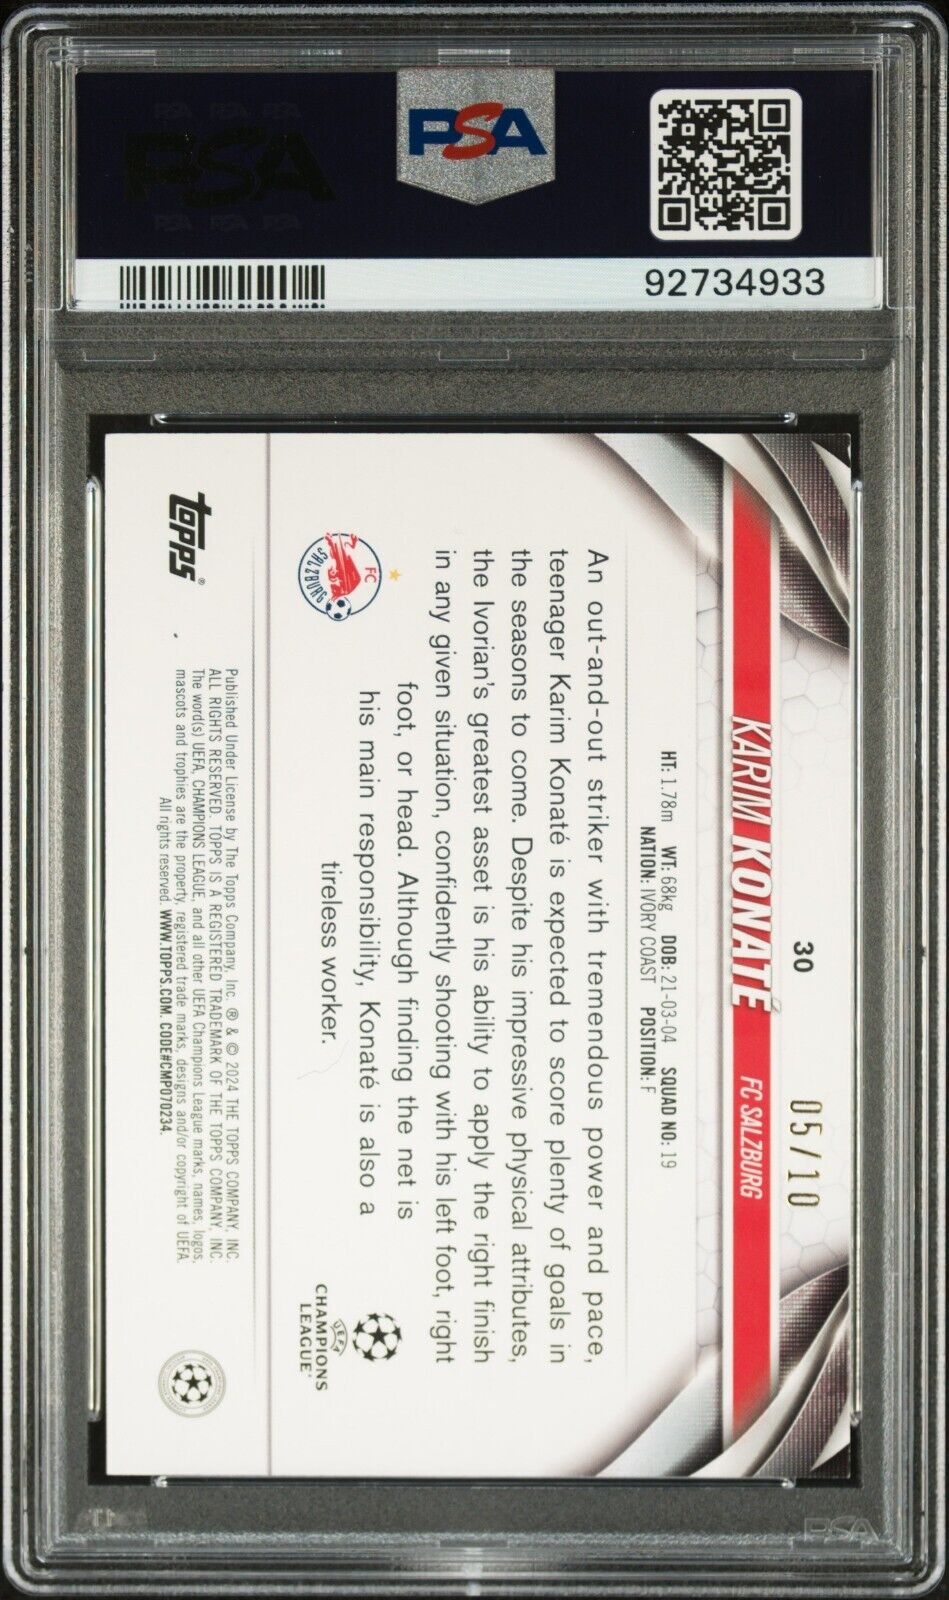 PSA
PSA
92734933
30
05/10
KARIM KONATÉ FC SALZBURG
HT: 1.78m WT: 68kg DOB: 21-03-04 SQUAD NO: 19
NATION: IVORY COAST POSITION: F
An out-and-out striker with tremendous power and pace,
teenager Karim Konaté is expected to score plenty of goals in
the seasons to come. Despite his impressive physical attributes,
the Ivorian's greatest asset is his ability to apply the right finish
in any given situation, confidently shooting with his left foot, right
foot, or head. Although finding the net is
his main responsibility, Konaté is also a
tireless worker.
FC
SALZBURG
UEFA
CHAMPIONS
LEAGUE®
topps®
Published Under License by The Topps Company, Inc. ® & © 2024 THE TOPPS COMPANY, INC.
ALL RIGHTS RESERVED. TOPPS IS A REGISTERED TRADEMARK OF THE TOPPS COMPANY, INC.
The word(s) UEFA, CHAMPIONS LEAGUE, and all other UEFA Champions League marks, names, logos,
mascots and trophies are the property, registered trade marks, designs and/or copyright of UEFA.
All rights reserved. WWW.TOPPS.COM. CODE#CMP070234.
PSA